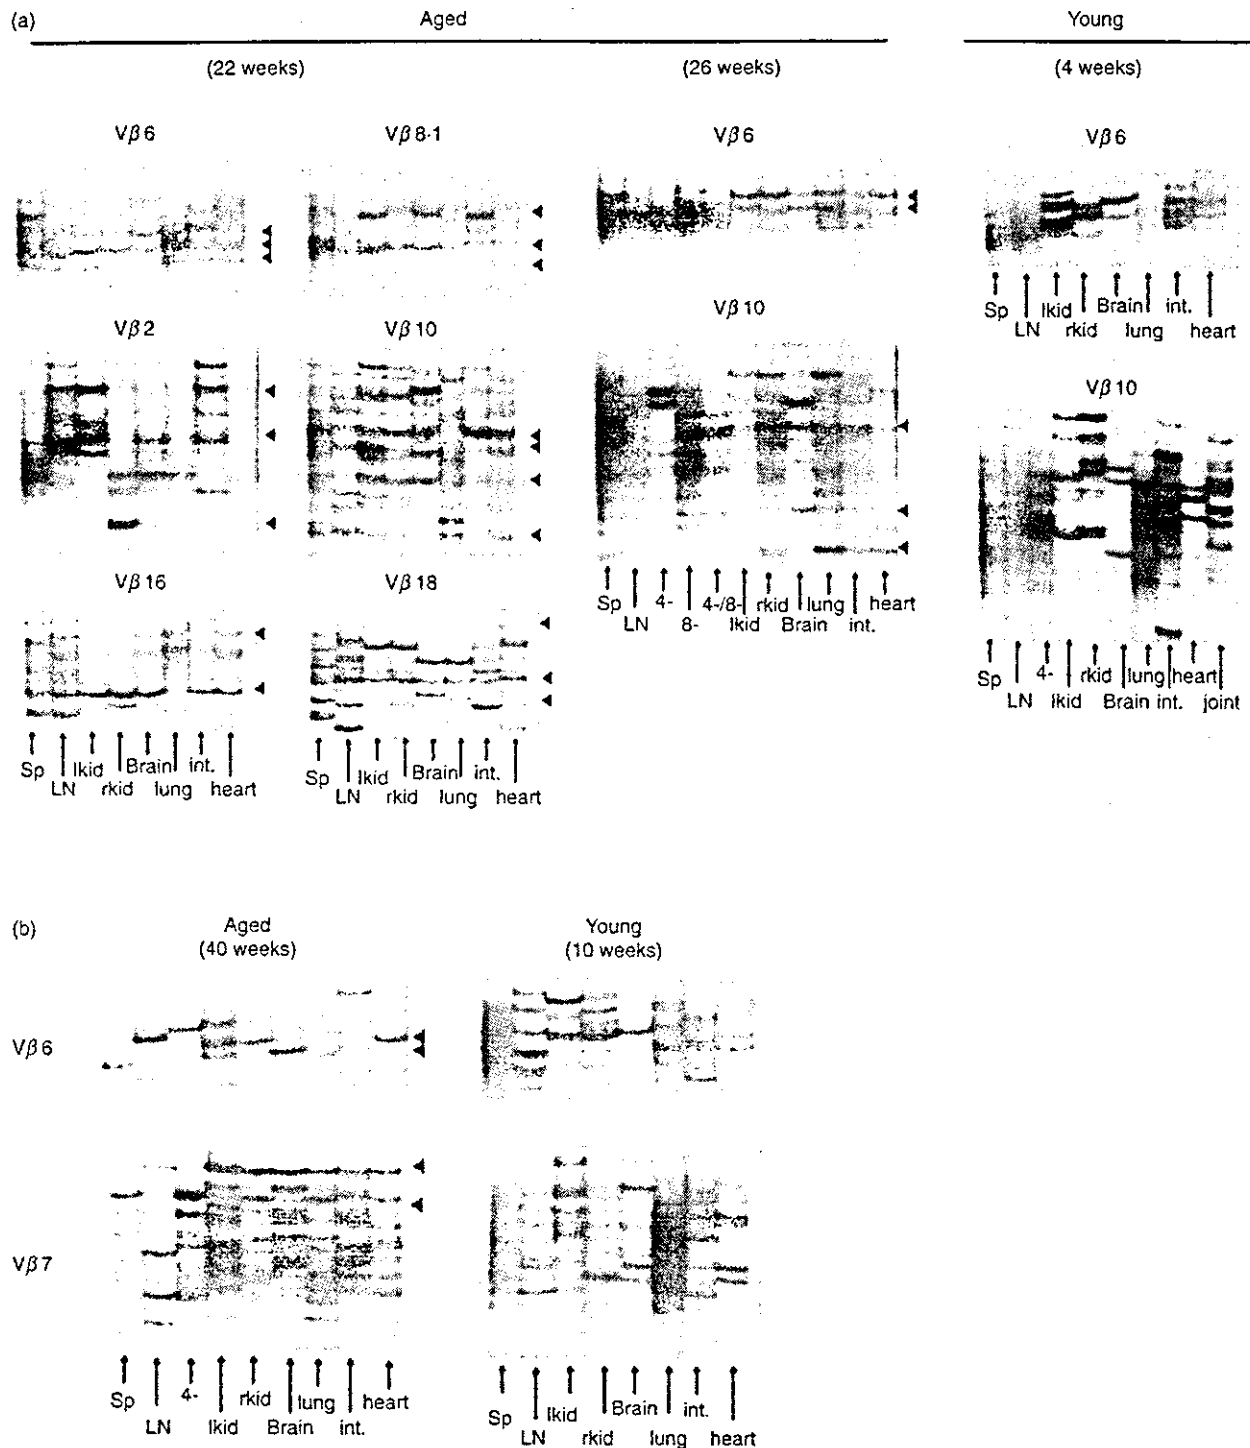 (a) Aged Young
(22 weeks) (26 weeks) (4 weeks)
Vβ6 Vβ8·1 Vβ6 Vβ6
Sp lkid Brain int.
LN rkid lung heart
Vβ2 Vβ10 Vβ10
Vβ10
Vβ16 Vβ18
Sp 4- 4-/8- rkid lung heart
LN 8- lkid Brain int.
Sp 4- rkid lung heart
LN lkid Brain int. joint
Sp lkid Brain int.
LN rkid lung heart
Sp lkid Brain int.
LN rkid lung heart
(b) Aged Young
(40 weeks) (10 weeks)
Vβ6
Vβ7
Sp 4- rkid lung heart
LN lkid Brain int.
Sp lkid Brain int.
LN rkid lung heart